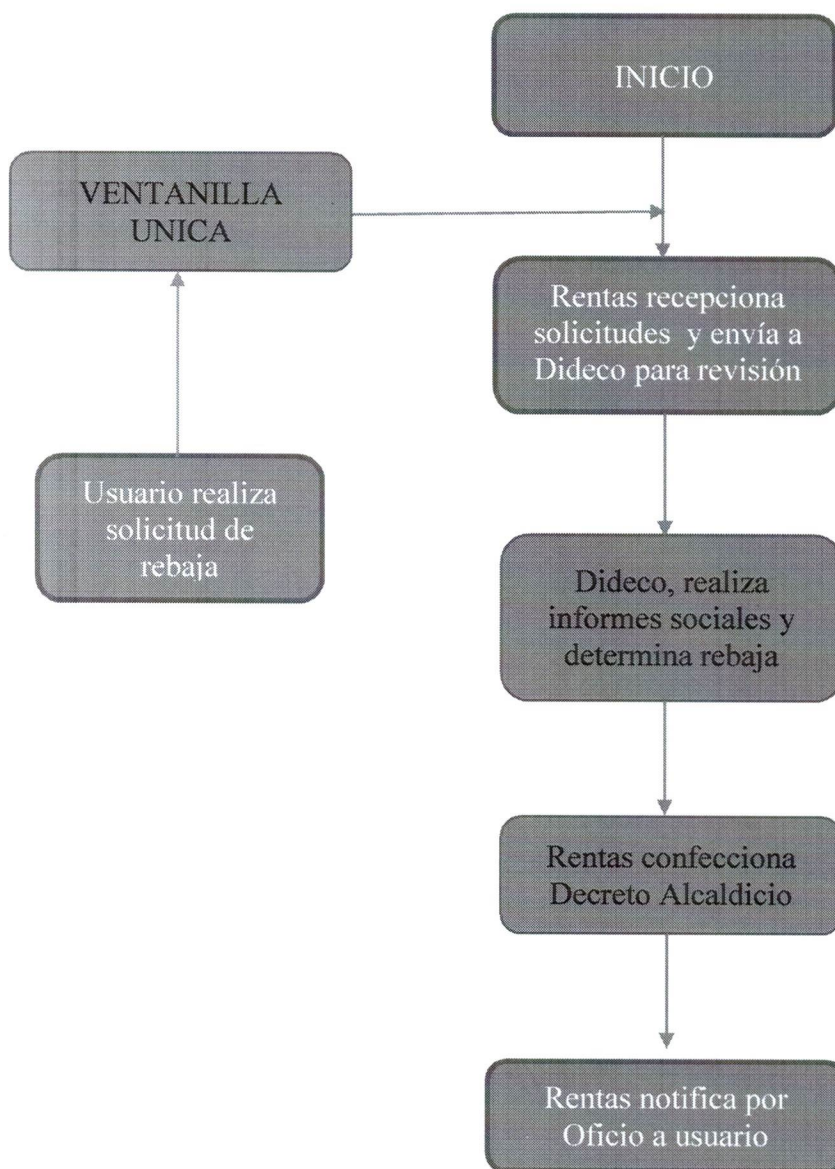 INICIO
VENTANILLA
UNICA
Rentas recepciona
solicitudes y envía a
Dideco para revisión
Usuario realiza
solicitud de
rebaja
Dideco, realiza
informes sociales y
determina rebaja
Rentas confecciona
Decreto Alcaldicio
Rentas notifica por
Oficio a usuario